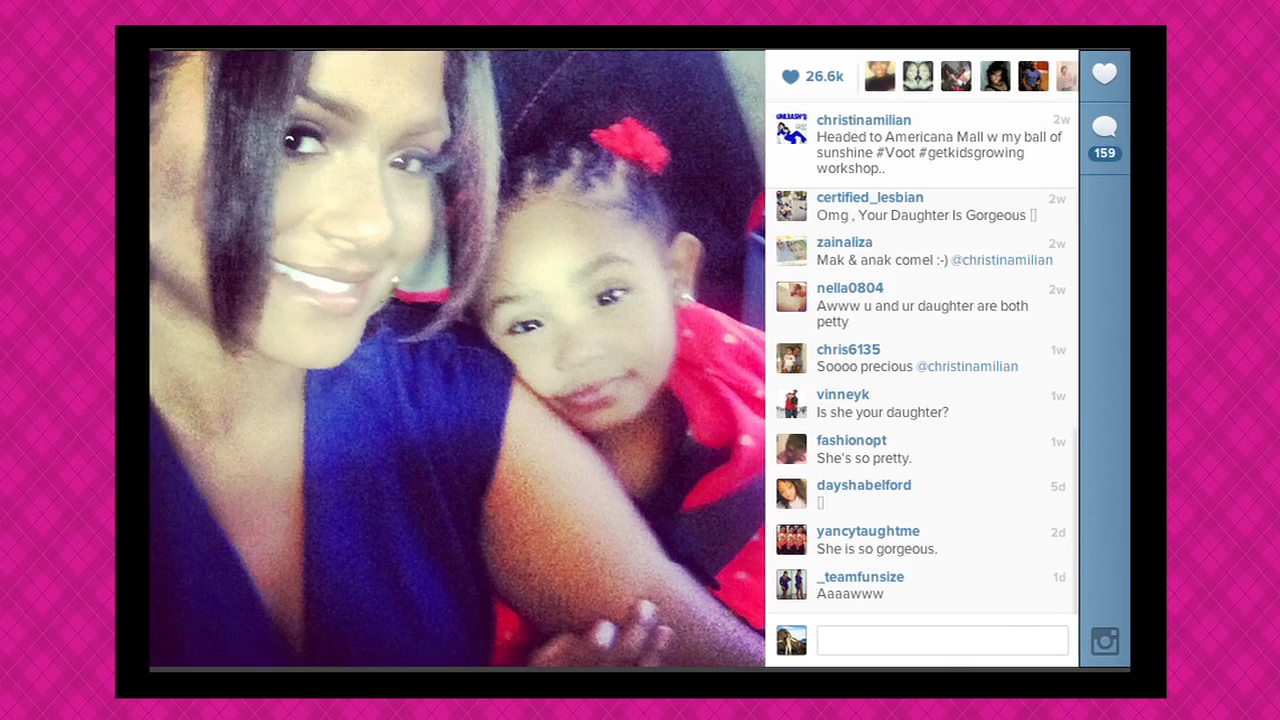 26.6k
christinamilian 2w
Headed to Americana Mall w my ball of
sunshine #Voot #getkidsgrowing
workshop..
159
certified_lesbian 2w
Omg , Your Daughter Is Gorgeous []
zainaliza 2w
Mak & anak comel :-) @christinamilian
nella0804 2w
Awww u and ur daughter are both
petty
chris6135 1w
Soooo precious @christinamilian
vinneyk 1w
Is she your daughter?
fashionopt 1w
She's so pretty.
dayshabelford 5d
[]
yancytaughtme 2d
She is so gorgeous.
_teamfunsize 1d
Aaaawww